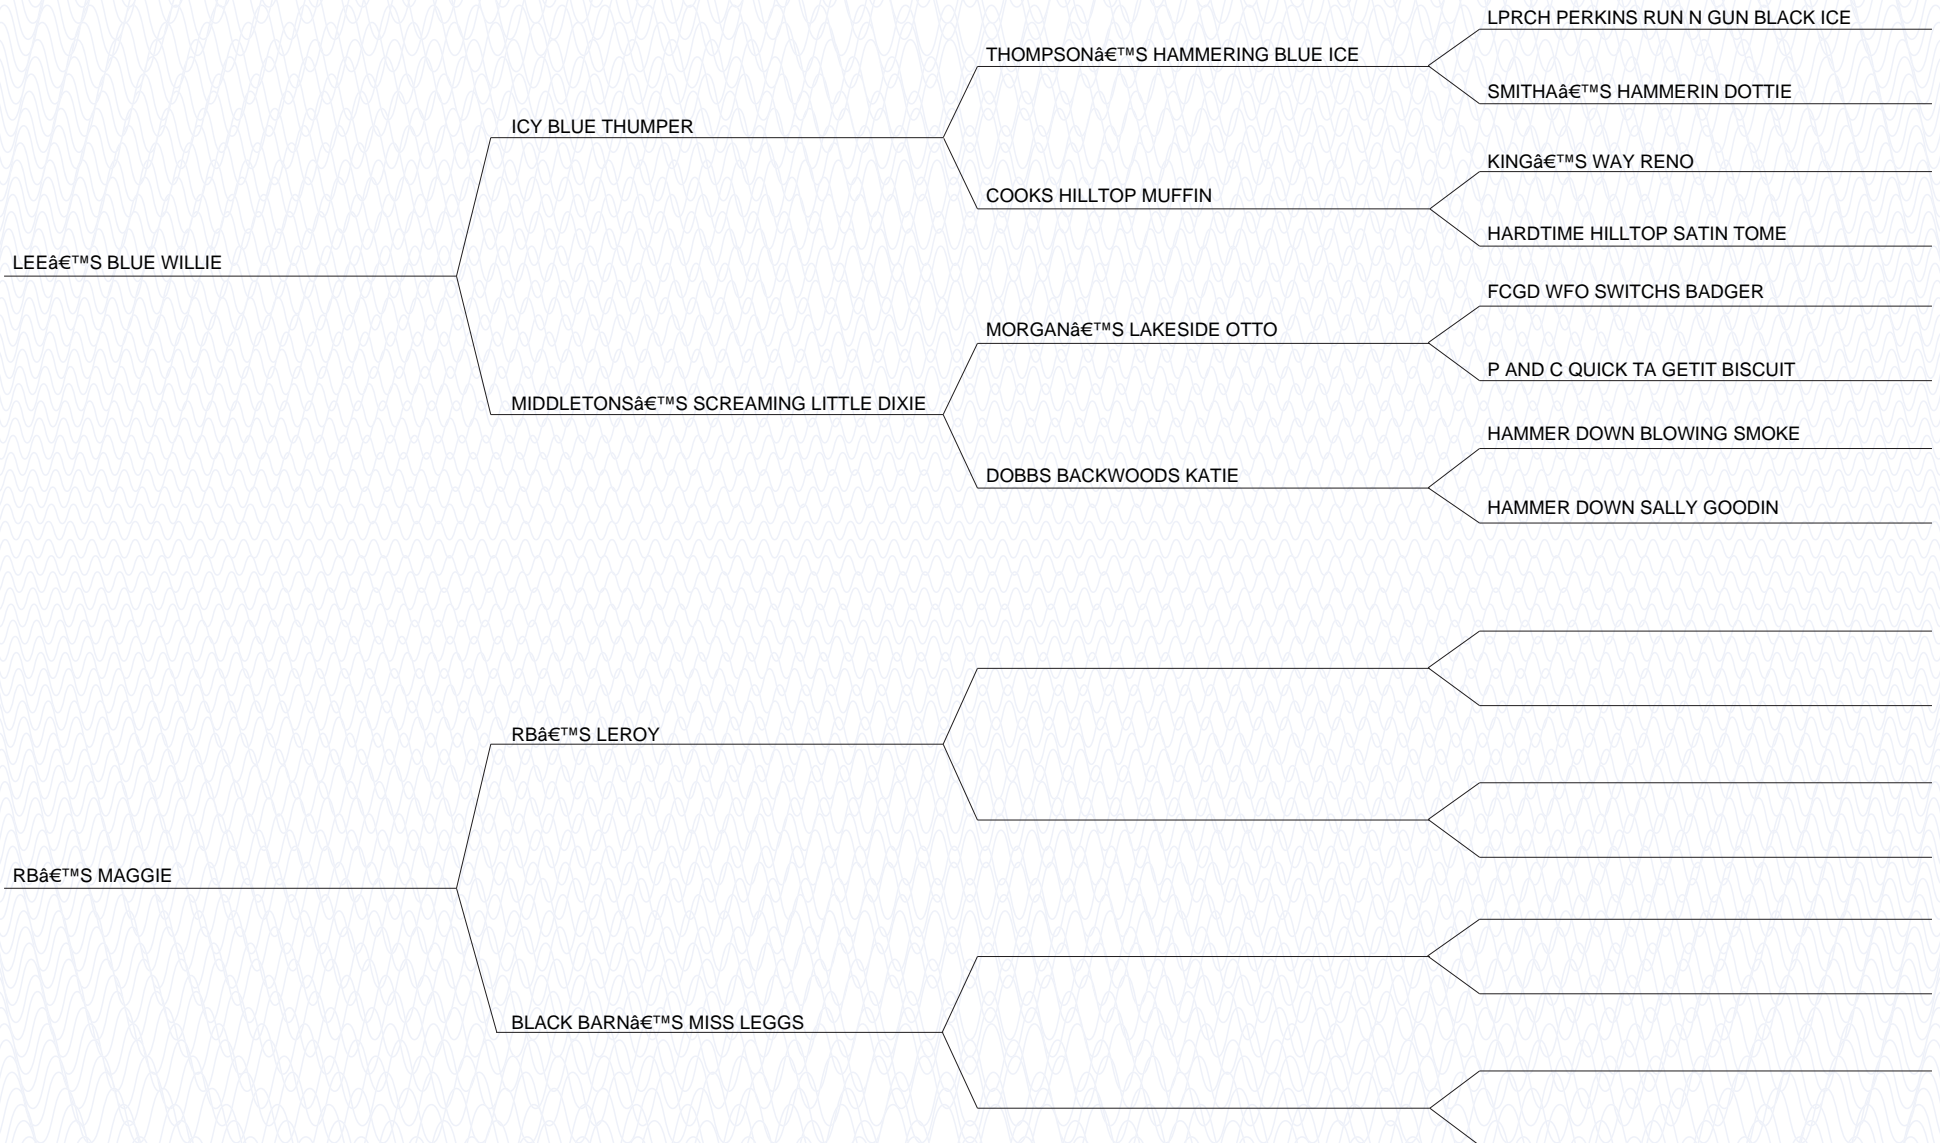 LPRCH PERKINS RUN N GUN BLACK ICE
THOMPSONâ€™S HAMMERING BLUE ICE
SMITHAâ€™S HAMMERIN DOTTIE
ICY BLUE THUMPER
KINGâ€™S WAY RENO
COOKS HILLTOP MUFFIN
HARDTIME HILLTOP SATIN TOME
LEEâ€™S BLUE WILLIE
FCGD WFO SWITCHS BADGER
MORGANâ€™S LAKESIDE OTTO
P AND C QUICK TA GETIT BISCUIT
MIDDLETONSâ€™S SCREAMING LITTLE DIXIE
HAMMER DOWN BLOWING SMOKE
DOBBS BACKWOODS KATIE
HAMMER DOWN SALLY GOODIN
RBâ€™S LEROY
RBâ€™S MAGGIE
BLACK BARNâ€™S MISS LEGGS